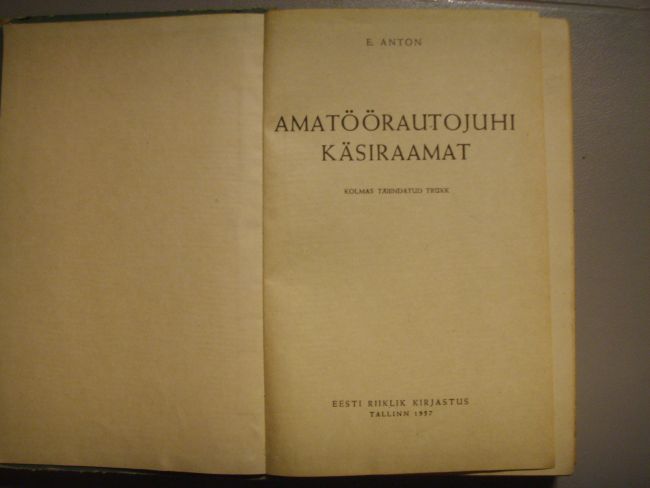 E. ANTON
AMATÖÖRAUTOJUHI
KÄSIRAAMAT
KOLMAS TÄIENDATUD TRÜKK
EESTI RIIKLIK KIRJASTUS
TALLINN 1957